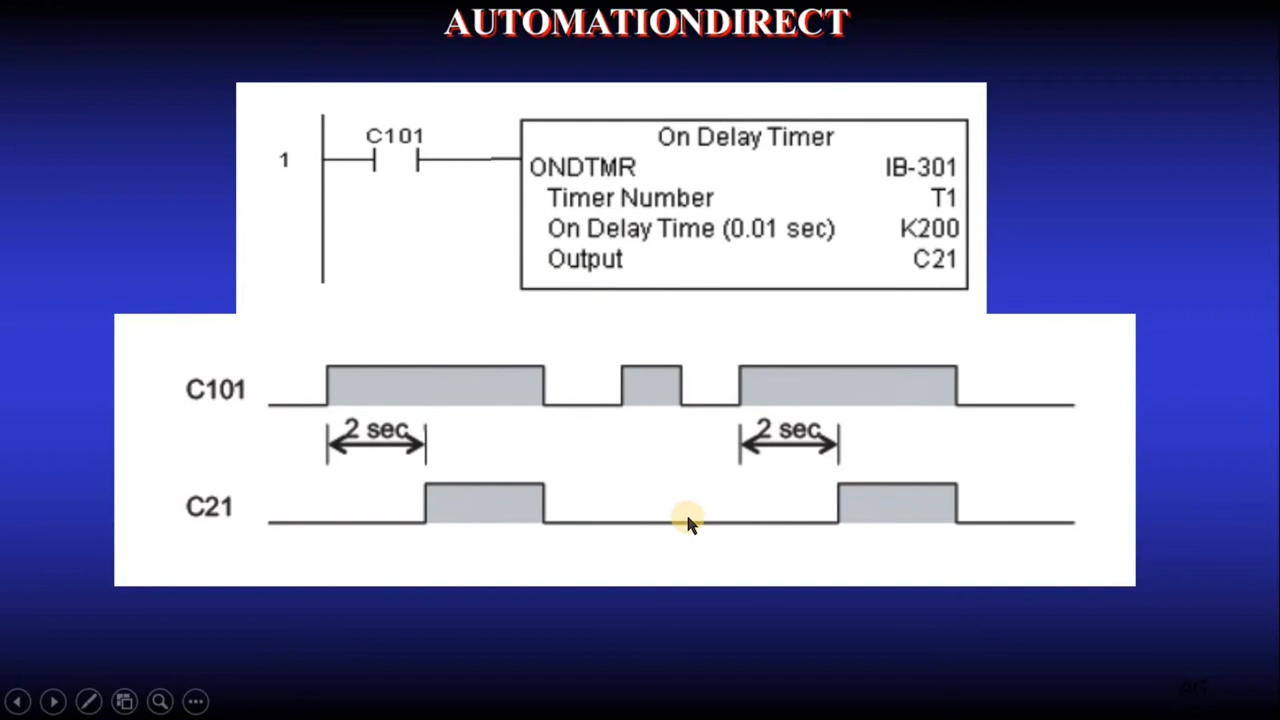 AUTOMATIONDIRECT
C101
On Delay Timer
1
ONDTMR IB-301
Timer Number T1
On Delay Time (0.01 sec) K200
Output C21
C101
2 sec 2 sec
C21
AG